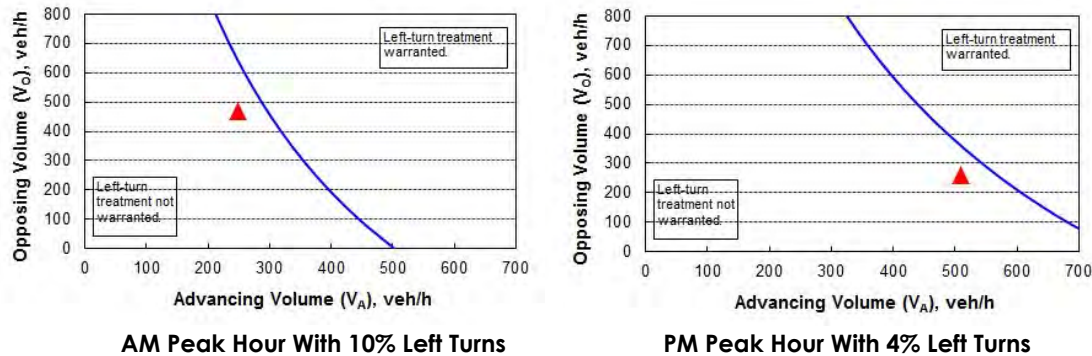 800
700
600
500
400
300
200
100
0
Opposing Volume (V_O), veh/h
Left-turn treatment
warranted.
Left-turn
treatment not
warranted.
0 100 200 300 400 500 600 700
Advancing Volume (V_A), veh/h
AM Peak Hour With 10% Left Turns
800
700
600
500
400
300
200
100
0
Opposing Volume (V_O), veh/h
Left-turn treatment
warranted.
Left-turn
treatment not
warranted.
0 100 200 300 400 500 600 700
Advancing Volume (V_A), veh/h
PM Peak Hour With 4% Left Turns